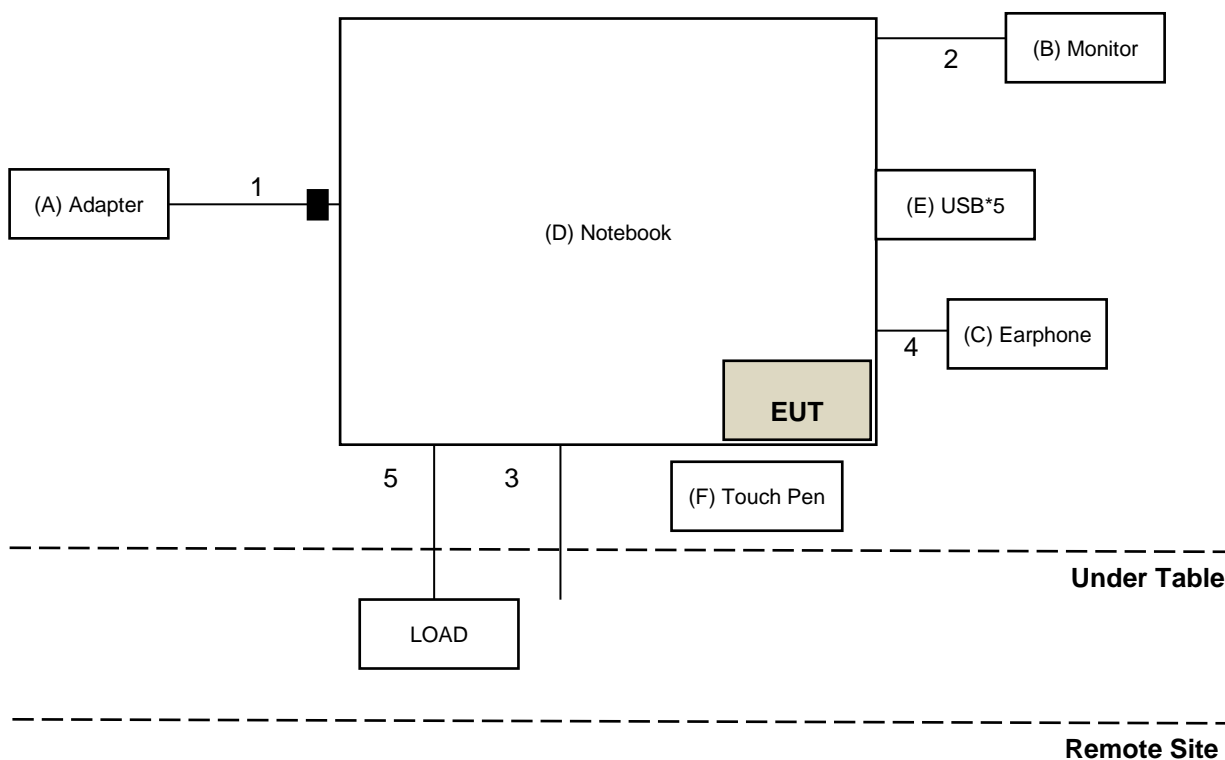 2
(B) Monitor
1
(A) Adapter
(E) USB*5
(D) Notebook
(C) Earphone
4
EUT
5
3
(F) Touch Pen
Under Table
LOAD
Remote Site